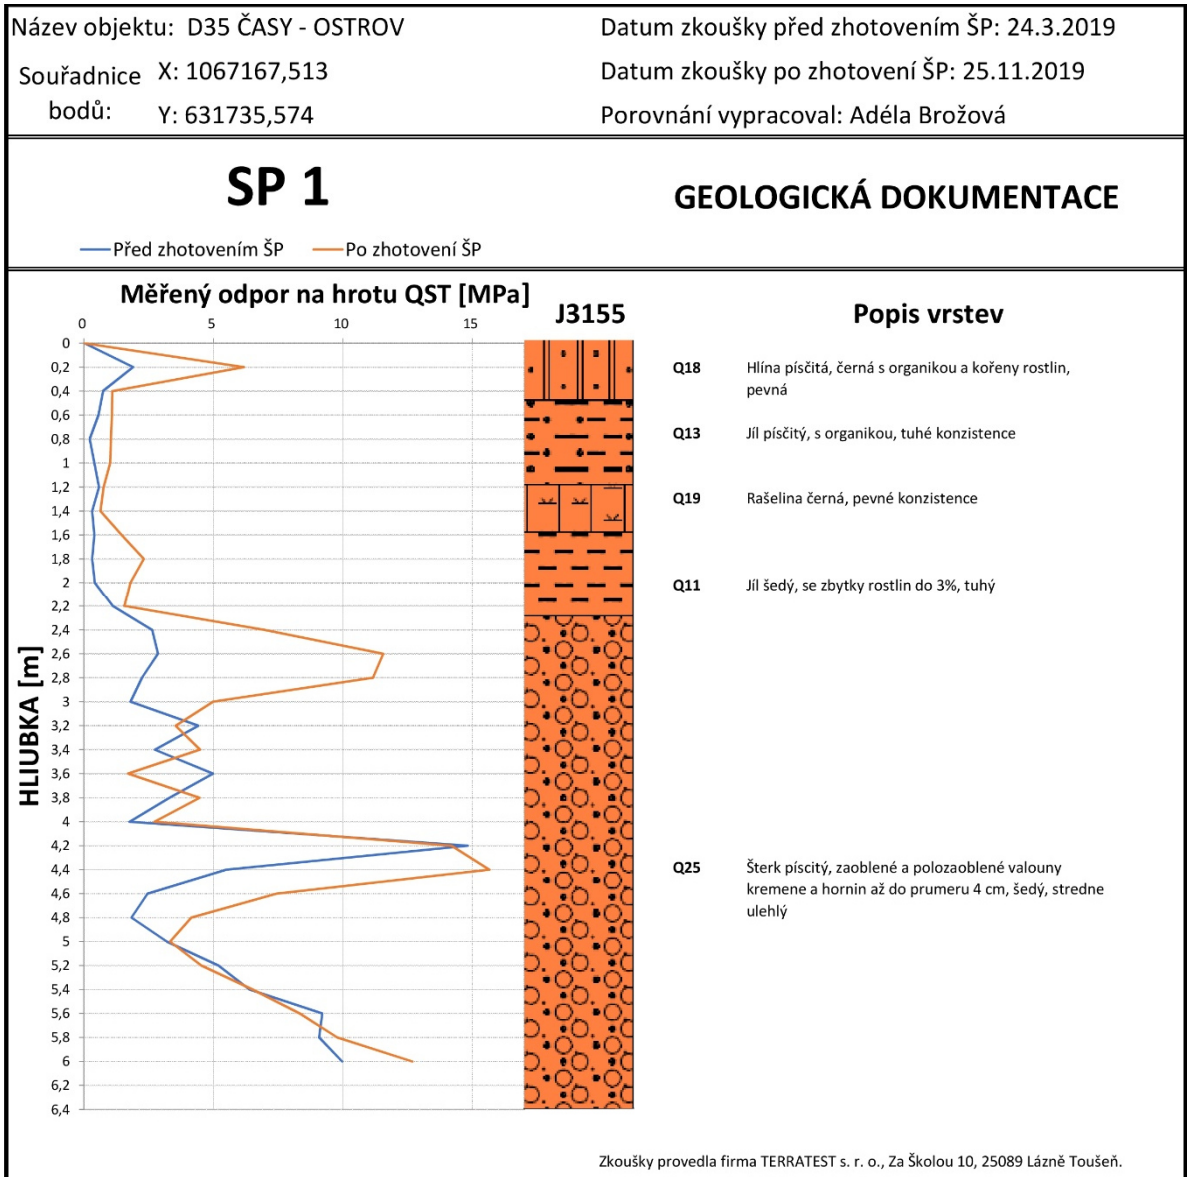 Název objektu: D35 ČASY - OSTROV
Datum zkoušky před zhotovením ŠP: 24.3.2019
Souřadnice bodů:
X: 1067167,513
Datum zkoušky po zhotovení ŠP: 25.11.2019
Y: 631735,574
Porovnání vypracoval: Adéla Brožová
SP 1
GEOLOGICKÁ DOKUMENTACE
Před zhotovením ŠP
Po zhotovení ŠP
Měřený odpor na hrotu QST [MPa]
J3155
Popis vrstev
0 5 10 15
HLIUBKA [m]
0
0,2
0,4
0,6
0,8
1
1,2
1,4
1,6
1,8
2
2,2
2,4
2,6
2,8
3
3,2
3,4
3,6
3,8
4
4,2
4,4
4,6
4,8
5
5,2
5,4
5,6
5,8
6
6,2
6,4
Q18 Hlína písčitá, černá s organikou a kořeny rostlin,
pevná
Q13 Jíl písčitý, s organikou, tuhé konzistence
Q19 Rašelina černá, pevné konzistence
Q11 Jíl šedý, se zbytky rostlin do 3%, tuhý
Q25 Šterk píscitý, zaoblené a polozaoblené valouny
kremene a hornin až do prumeru 4 cm, šedý, stredne
ulehlý
Zkoušky provedla firma TERRATEST s. r. o., Za Školou 10, 25089 Lázně Toušeň.